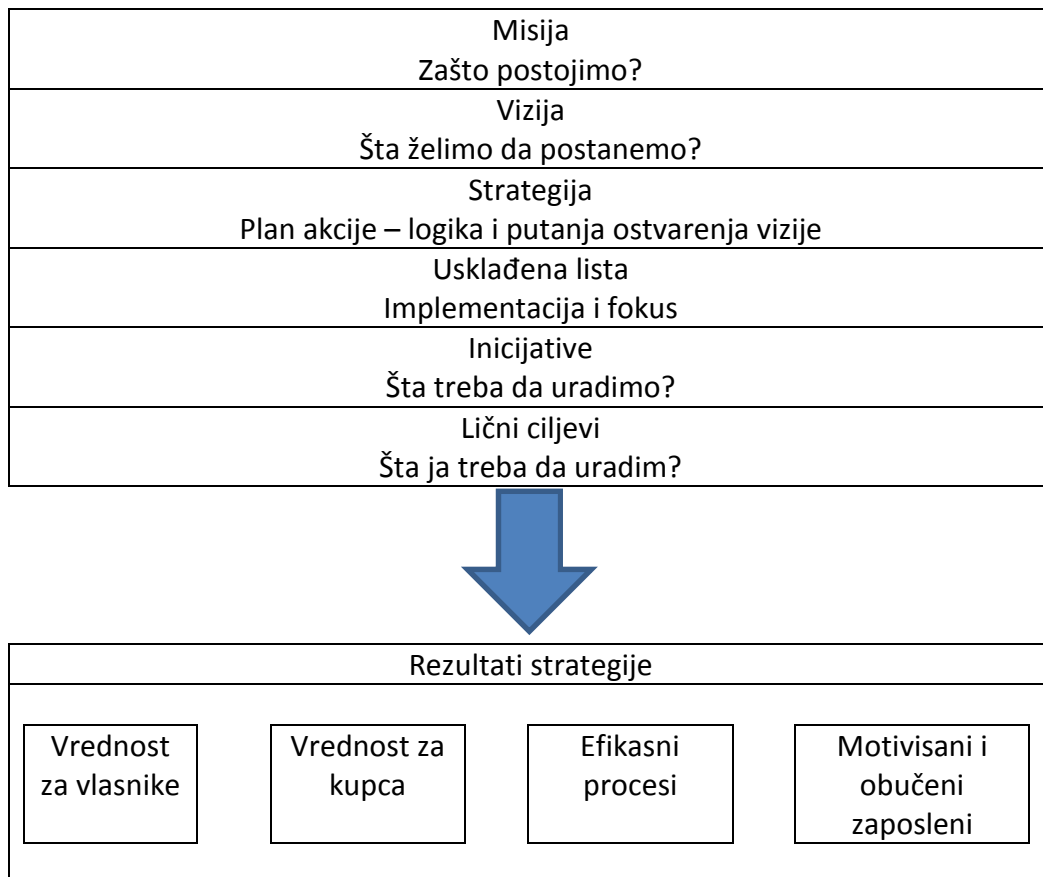 Misija
Zašto postojimo?
Vizija
Šta želimo da postanemo?
Strategija
Plan akcije – logika i putanja ostvarenja vizije
Usklađena lista
Implementacija i fokus
Inicijative
Šta treba da uradimo?
Lični ciljevi
Šta ja treba da uradim?
Rezultati strategije
Vrednost
za vlasnike
Vrednost za
kupca
Efikasni
procesi
Motivisani i
obučeni
zaposleni